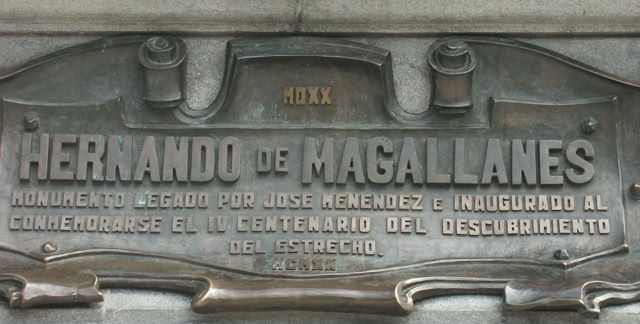 MDXX
HERNANDO DE MAGALLANES
MONUMENTO LEGADO POR JOSE MENENDEZ E INAUGURADO AL
CONMEMORARSE EL IV CENTENARIO DEL DESCUBRIMIENTO
DEL ESTRECHO.
MCMXX